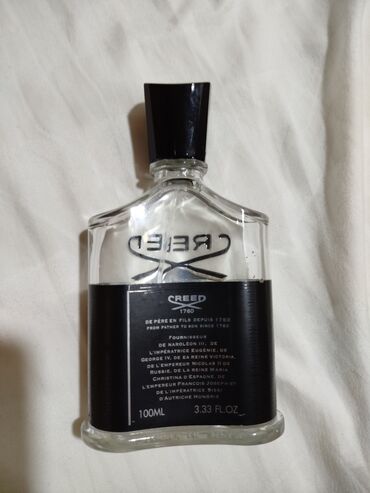 CREED
CREED
1760
DE PÈRE EN FILS DEPUIS 1760
FROM FATHER TO SON SINCE 1760
FOURNISSEUR
DE NAROLÉON III, DE
L'IMPÉRATRICE EUGÉNIE, DE
GEORGE IV, DE EA REINE VICTORIA,
DE L'EMPEREUR NICOLAS II DE
RUSSIE, DE LA REINE MARIA
CHRISTINA D'ESPAGNE, DE
L'EMPEREUR FRANÇOIS JOSEPH ET
DE L'IMPÉRATRICE SISSI
D'AUTRICHE HONGRIE
100ML 3.33 FL.OZ